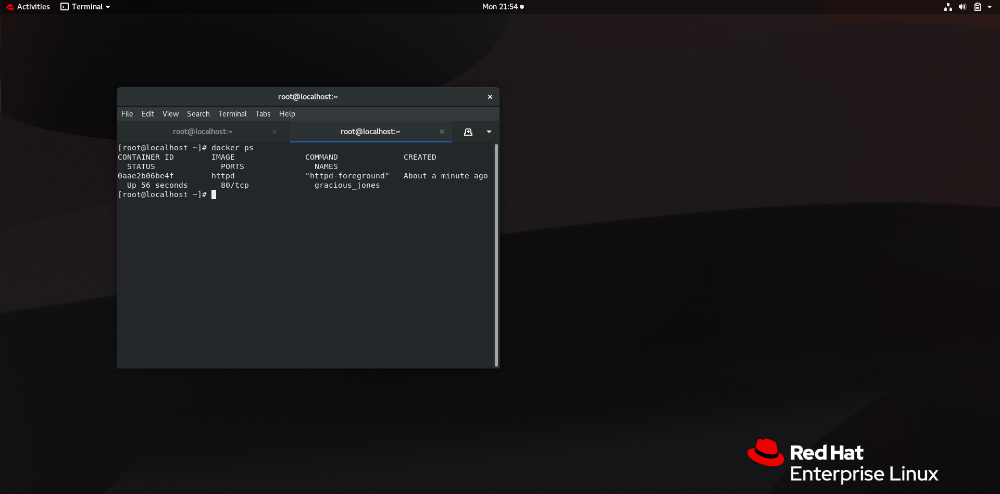 Activities Terminal Mon 21:54
root@localhost:~
File Edit View Search Terminal Tabs Help
root@localhost:~ root@localhost:~
[root@localhost ~]# docker ps
CONTAINER ID        IMAGE               COMMAND              CREATED
  STATUS              PORTS               NAMES
0aae2b06be4f        httpd               "httpd-foreground"   About a minute ago
  Up 56 seconds       80/tcp              gracious_jones
[root@localhost ~]#
Red Hat
Enterprise Linux